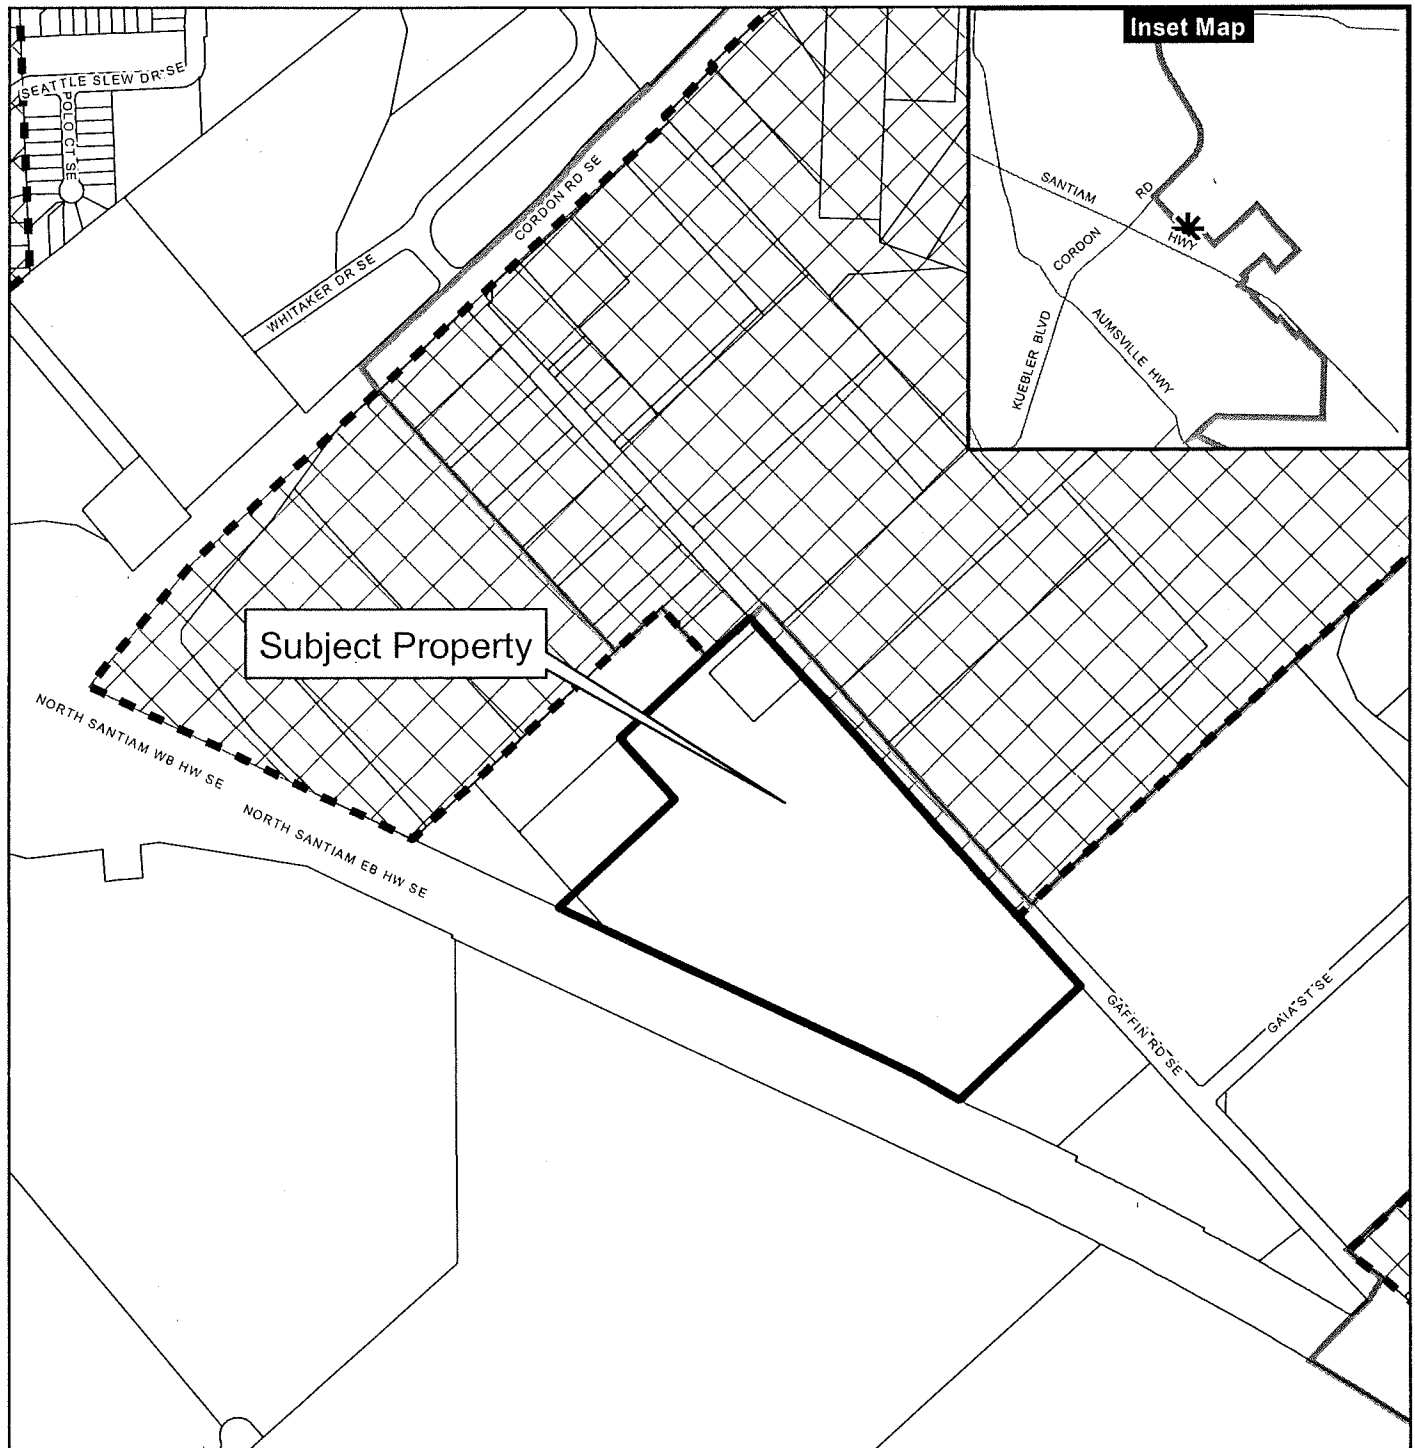 Inset Map
SEATTLE SLEW DR SE
POLO CT SE
CORDON RD SE
WHITAKER DR SE
SANTIAM
HWY
CORDON
RD
KUEBLER BLVD
AUMSVILLE HWY
Subject Property
NORTH SANTIAM WB HW SE
NORTH SANTIAM EB HW SE
GAFFIN RD SE
GAIA ST SE